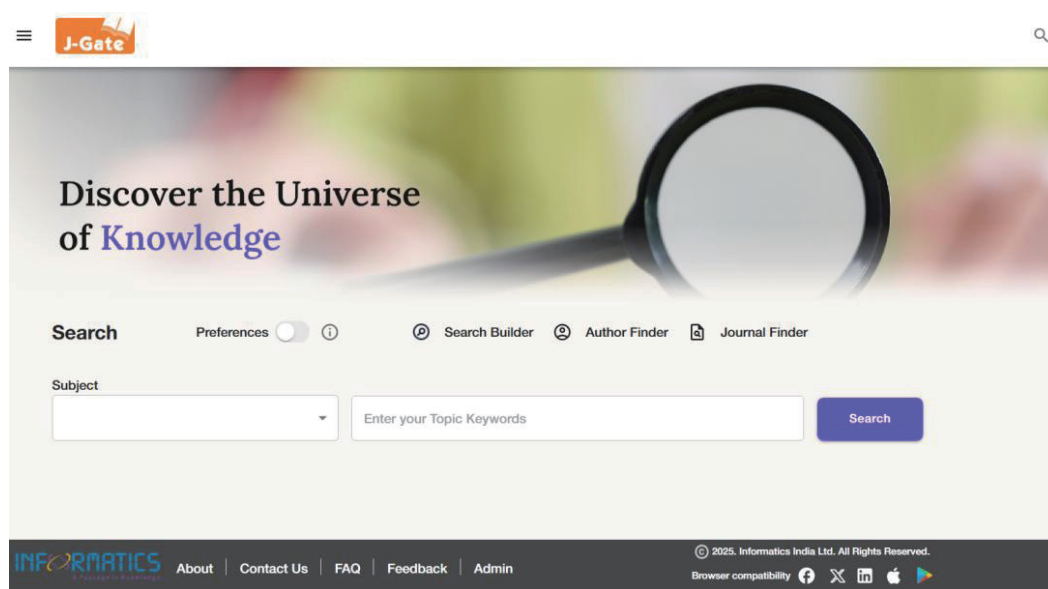 J-Gate
Discover the Universe
of Knowledge
Search Preferences Search Builder Author Finder Journal Finder
Subject
Enter your Topic Keywords Search
© 2025. Informatics India Ltd. All Rights Reserved.
INFORMATICS About | Contact Us | FAQ | Feedback | Admin
Browser compatibility